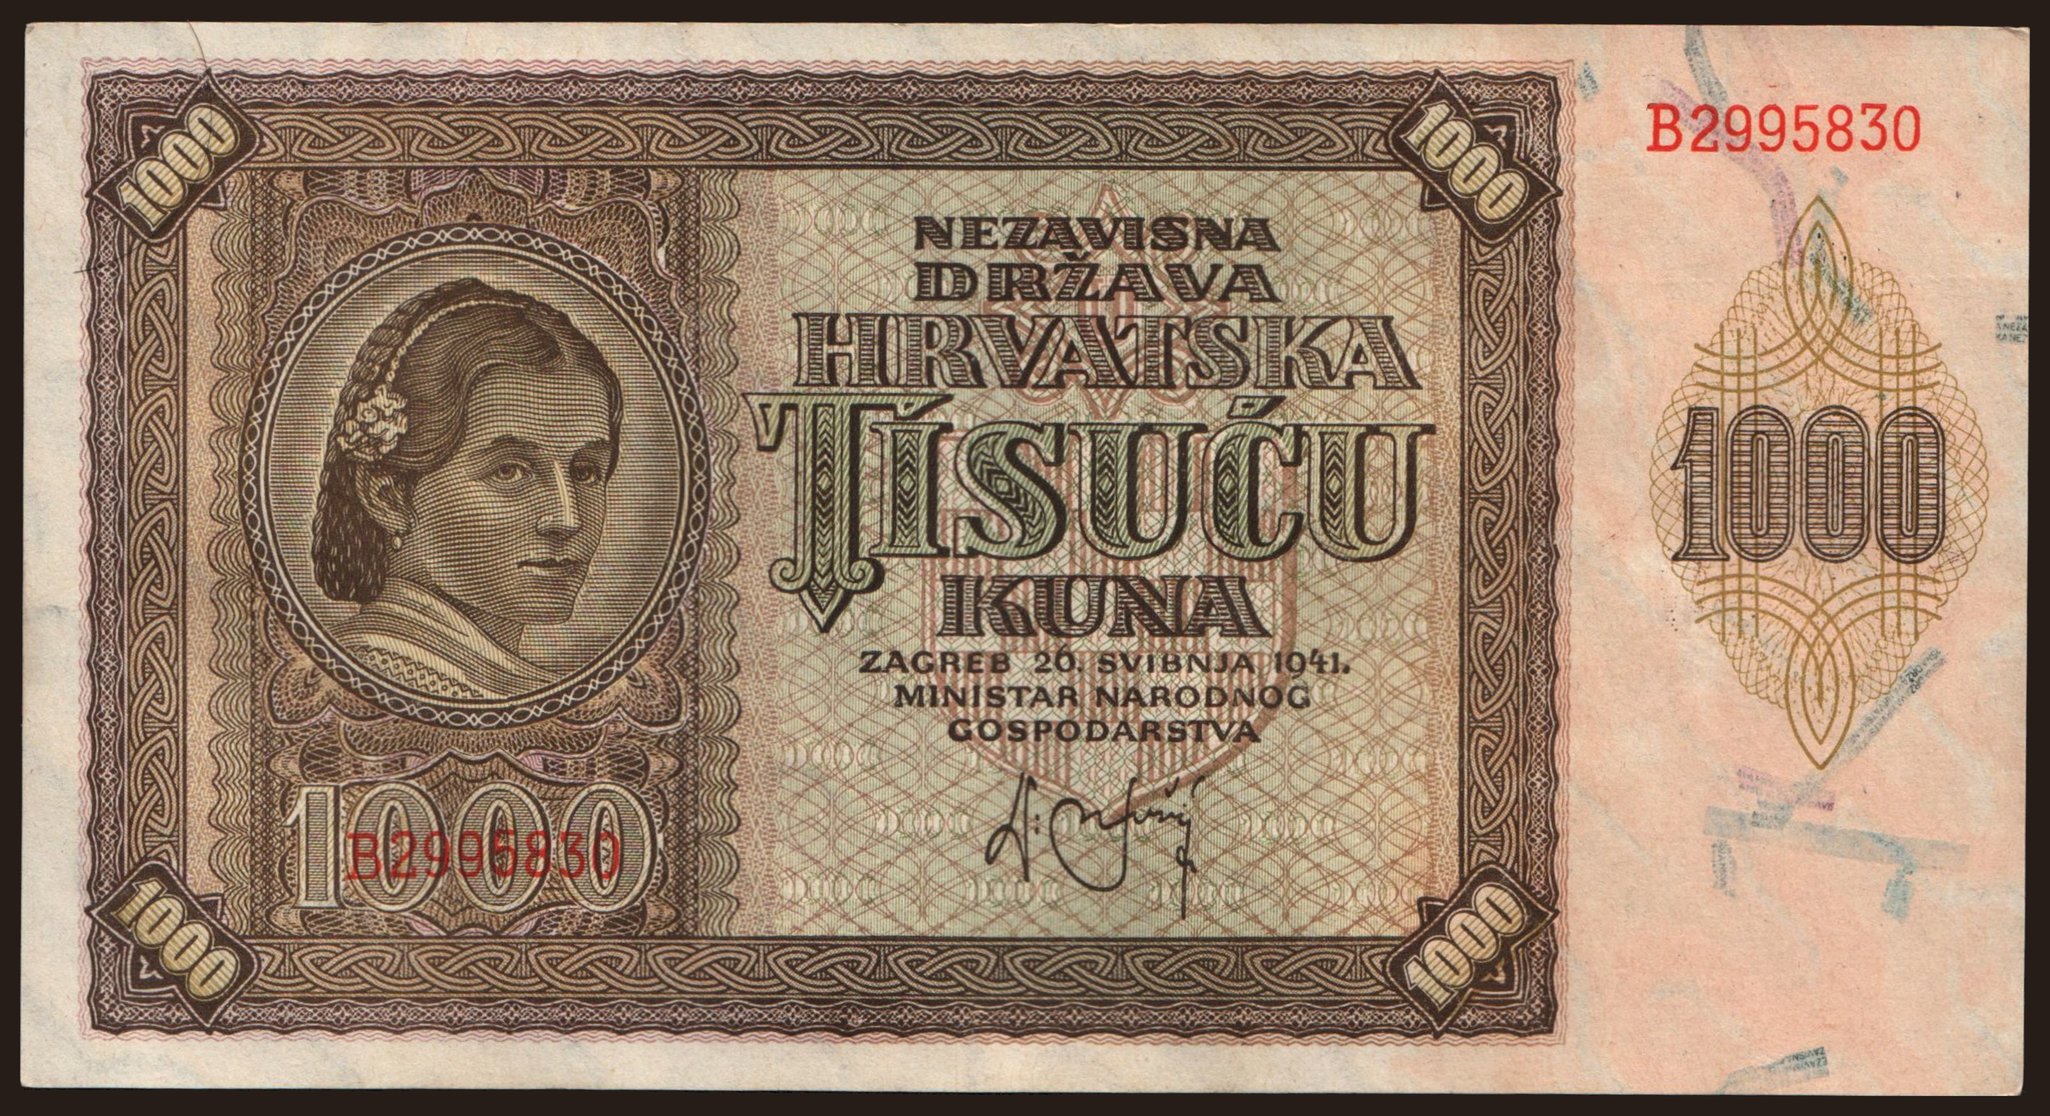 1000
1000
B2995830
NEZAVISNA
DRŽAVA
HRVATSKA
TISUĆU
KUNA
1000
ZAGREB 26. SVIBNJA 1941.
MINISTAR NARODNOG
GOSPODARSTVA
1000
B2995830
1000
1000